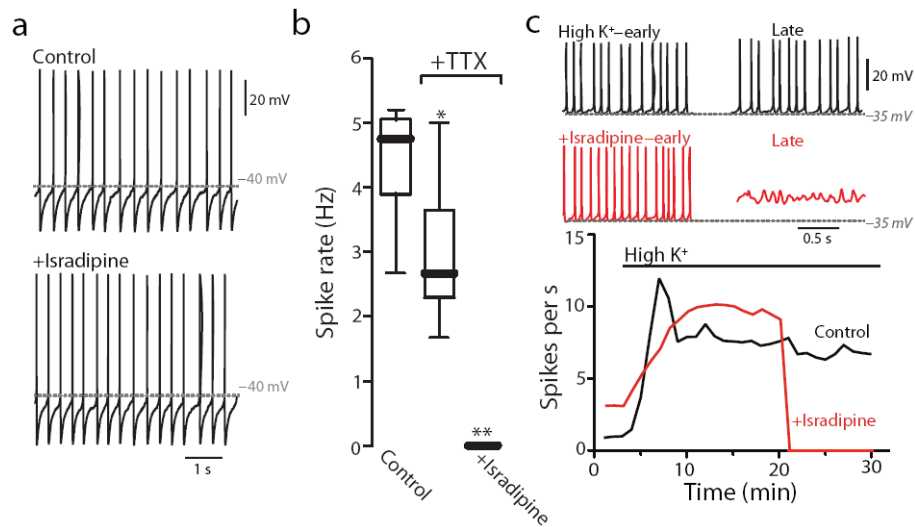 a
Control
20 mV
−40 mV
+Isradipine
−40 mV
1 s
b
+TTX
Spike rate (Hz)
6
5
4
3
2
1
0
*
**
Control
+Isradipine
c
High K⁺–early
Late
20 mV
−35 mV
+Isradipine–early
Late
−35 mV
0.5 s
15
10
5
0
Spikes per s
High K⁺
Control
+Isradipine
0
10
20
30
Time (min)